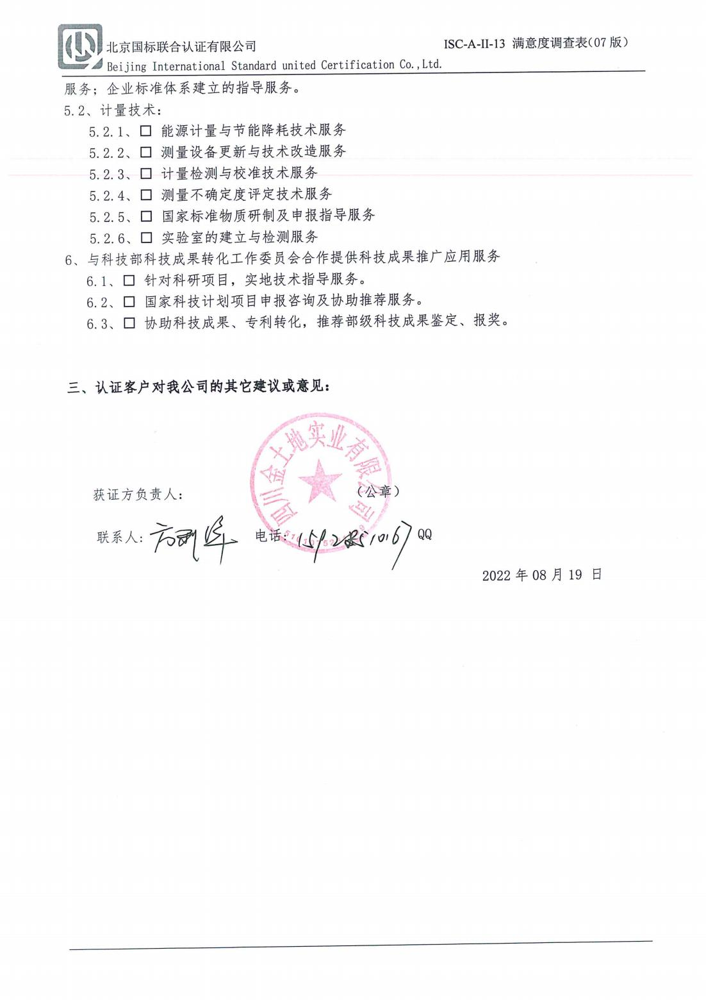 北京国标联合认证有限公司
ISC-A-II-13 满意度调查表(07版)
Beijing International Standard united Certification Co.,Ltd.
服务；企业标准体系建立的指导服务。
5.2、计量技术：
5.2.1、□ 能源计量与节能降耗技术服务
5.2.2、□ 测量设备更新与技术改造服务
5.2.3、□ 计量检测与校准技术服务
5.2.4、□ 测量不确定度评定技术服务
5.2.5、□ 国家标准物质研制及申报指导服务
5.2.6、□ 实验室的建立与检测服务
6、与科技部科技成果转化工作委员会合作提供科技成果推广应用服务
6.1、□ 针对科研项目，实地技术指导服务。
6.2、□ 国家科技计划项目申报咨询及协助推荐服务。
6.3、□ 协助科技成果、专利转化，推荐部级科技成果鉴定、报奖。
三、认证客户对我公司的其它建议或意见：
四川金土地实业有限公司
获证方负责人：
（公章）
联系人：
电话：
QQ
2022年08月19 日